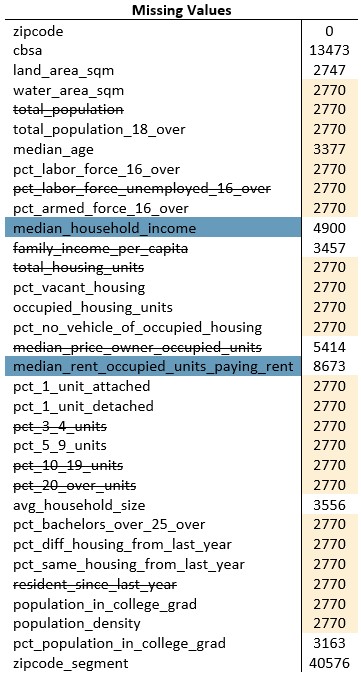 Missing Values
zipcode 0
cbsa 13473
land_area_sqm 2747
water_area_sqm 2770
total_population 2770
total_population_18_over 2770
median_age 3377
pct_labor_force_16_over 2770
pct_labor_force_unemployed_16_over 2770
pct_armed_force_16_over 2770
median_household_income 4900
family_income_per_capita 3457
total_housing_units 2770
pct_vacant_housing 2770
occupied_housing_units 2770
pct_no_vehicle_of_occupied_housing 2770
median_price_owner_occupied_units 5414
median_rent_occupied_units_paying_rent 8673
pct_1_unit_attached 2770
pct_1_unit_detached 2770
pct_3_4_units 2770
pct_5_9_units 2770
pct_10_19_units 2770
pct_20_over_units 2770
avg_household_size 3556
pct_bachelors_over_25_over 2770
pct_diff_housing_from_last_year 2770
pct_same_housing_from_last_year 2770
resident_since_last_year 2770
population_in_college_grad 2770
population_density 2770
pct_population_in_college_grad 3163
zipcode_segment 40576